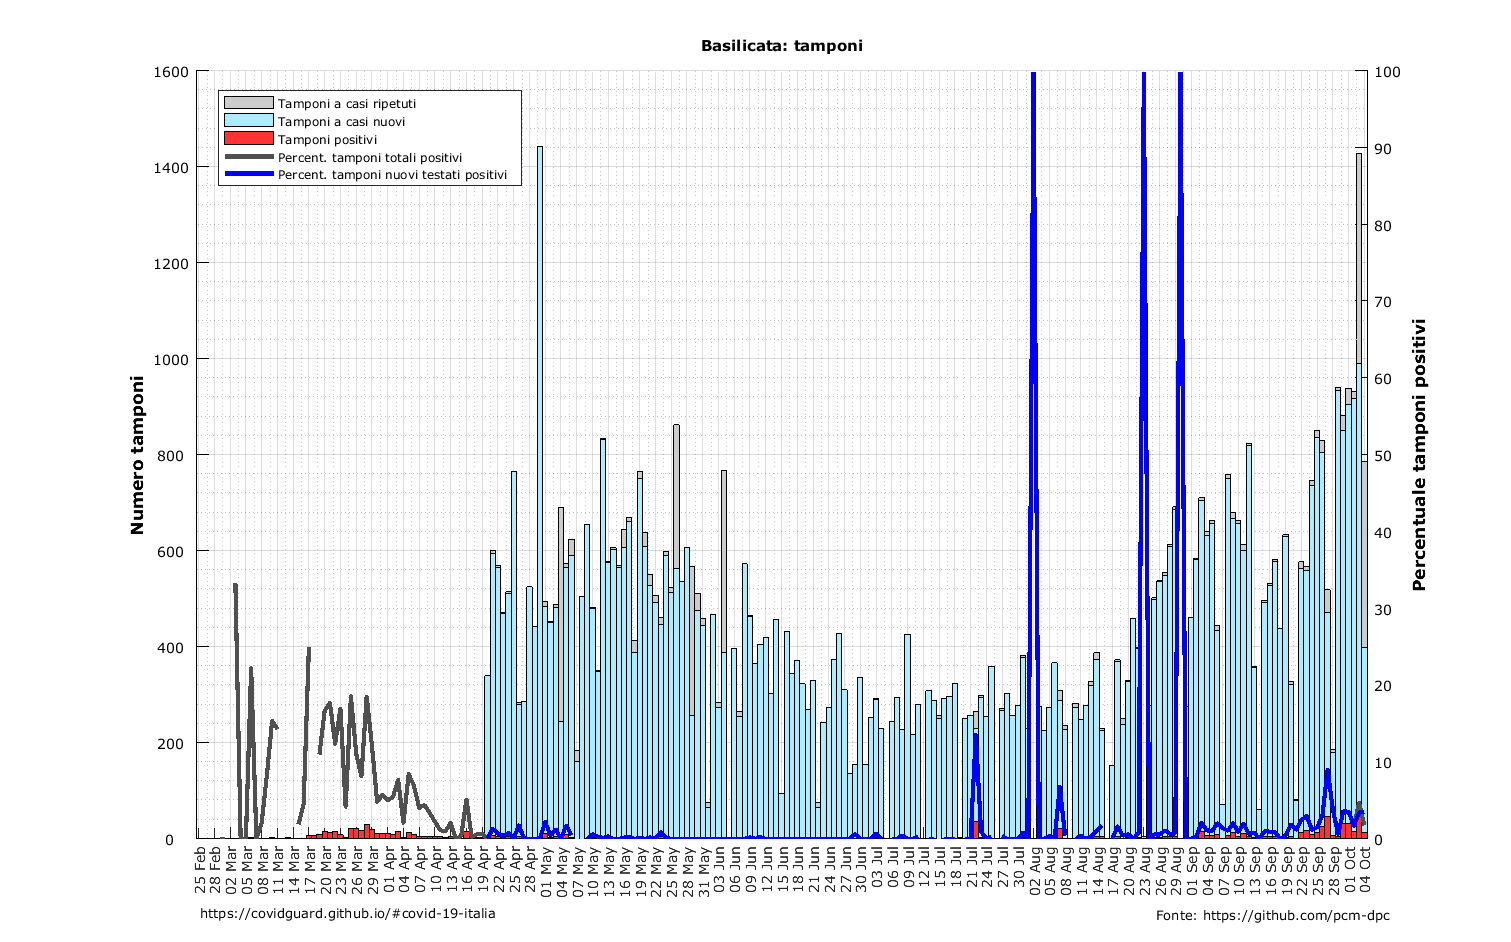 Basilicata: tamponi
Tamponi a casi ripetuti
Tamponi a casi nuovi
Tamponi positivi
Percent. tamponi totali positivi
Percent. tamponi nuovi testati positivi
Numero tamponi
1600
1400
1200
1000
800
600
400
200
0
Percentuale tamponi positivi
100
90
80
70
60
50
40
30
20
10
0
25 Feb
28 Feb
02 Mar
05 Mar
08 Mar
11 Mar
14 Mar
17 Mar
20 Mar
23 Mar
26 Mar
29 Mar
01 Apr
04 Apr
07 Apr
10 Apr
13 Apr
16 Apr
19 Apr
22 Apr
25 Apr
28 Apr
01 May
04 May
07 May
10 May
13 May
16 May
19 May
22 May
25 May
28 May
31 May
03 Jun
06 Jun
09 Jun
12 Jun
15 Jun
18 Jun
21 Jun
24 Jun
27 Jun
30 Jun
03 Jul
06 Jul
09 Jul
12 Jul
15 Jul
18 Jul
21 Jul
24 Jul
27 Jul
30 Jul
02 Aug
05 Aug
08 Aug
11 Aug
14 Aug
17 Aug
20 Aug
23 Aug
26 Aug
29 Aug
01 Sep
04 Sep
07 Sep
10 Sep
13 Sep
16 Sep
19 Sep
22 Sep
25 Sep
28 Sep
01 Oct
04 Oct
https://covidguard.github.io/#covid-19-italia
Fonte: https://github.com/pcm-dpc